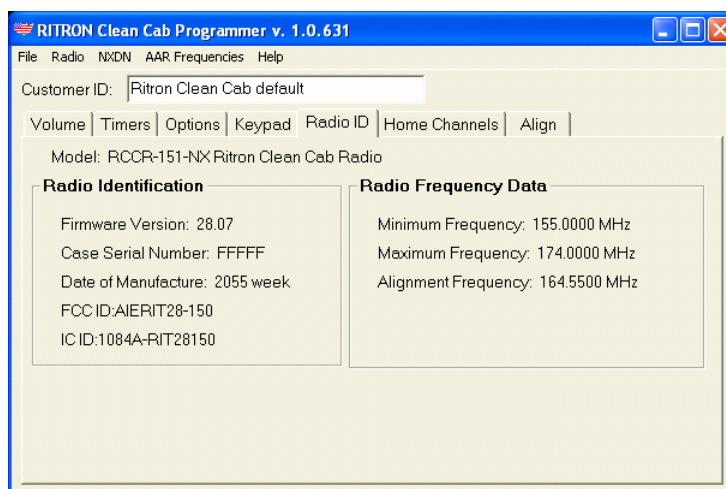 RITRON Clean Cab Programmer v. 1.0.631
File Radio NXDN AAR Frequencies Help
Customer ID: Ritron Clean Cab default
Volume Timers Options Keypad Radio ID Home Channels Align
Model: RCCR-151-NX Ritron Clean Cab Radio
Radio Identification
Firmware Version: 28.07
Case Serial Number: FFFFF
Date of Manufacture: 2055 week
FCC ID:AIERIT28-150
IC ID:1084A-RIT28150
Radio Frequency Data
Minimum Frequency: 155.0000 MHz
Maximum Frequency: 174.0000 MHz
Alignment Frequency: 164.5500 MHz